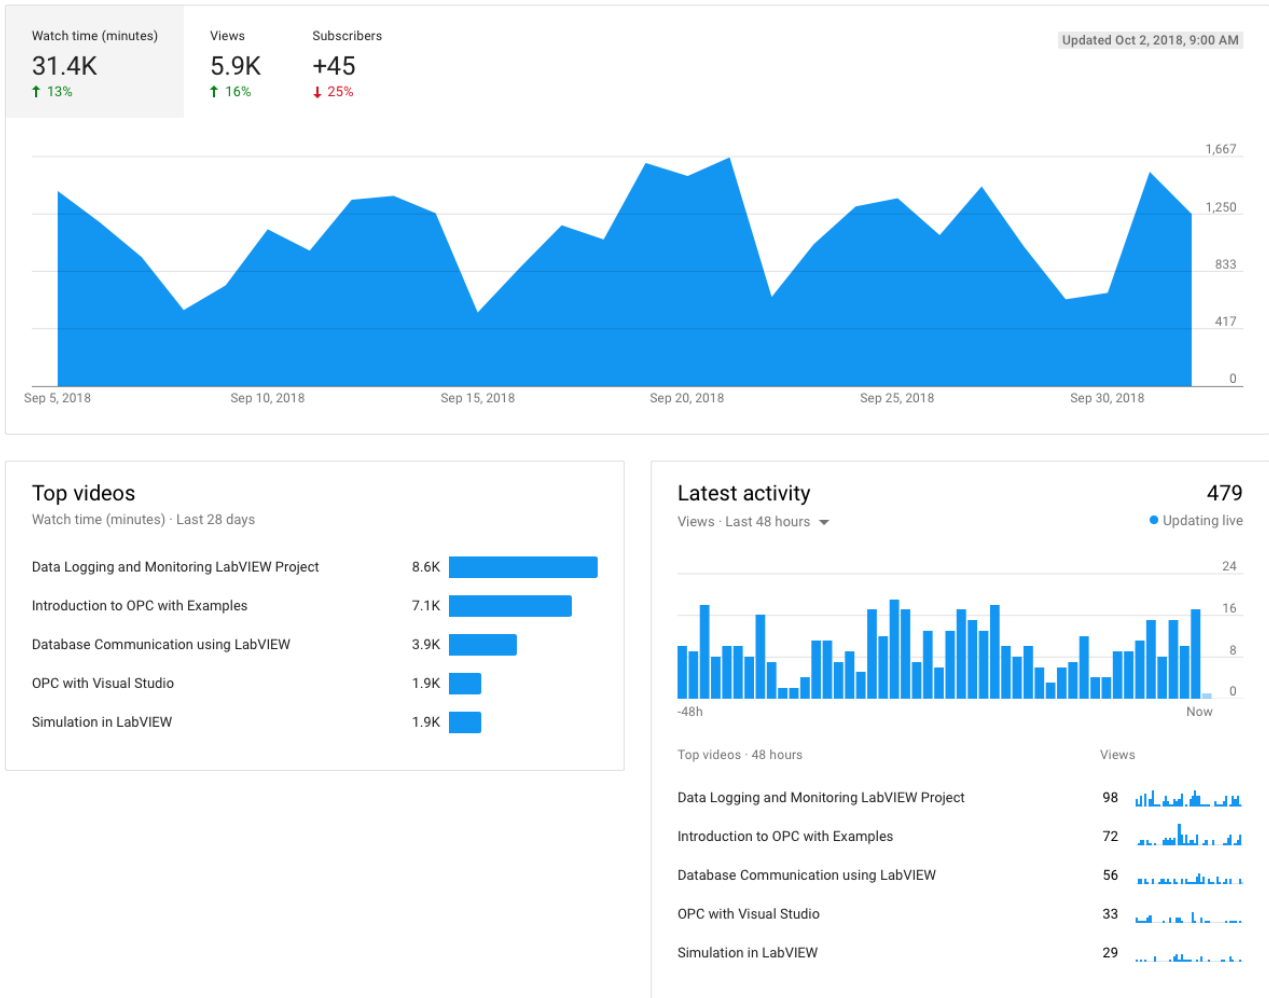 Watch time (minutes) Views Subscribers
Updated Oct 2, 2018, 9:00 AM
31.4K 5.9K +45
13% 16% 25%
1,667
1,250
833
417
0
Sep 5, 2018 Sep 10, 2018 Sep 15, 2018 Sep 20, 2018 Sep 25, 2018 Sep 30, 2018
Top videos
Watch time (minutes) · Last 28 days
Data Logging and Monitoring LabVIEW Project 8.6K
Introduction to OPC with Examples 7.1K
Database Communication using LabVIEW 3.9K
OPC with Visual Studio 1.9K
Simulation in LabVIEW 1.9K
Latest activity 479
Views · Last 48 hours Updating live
24
16
8
0
-48h Now
Top videos · 48 hours Views
Data Logging and Monitoring LabVIEW Project 98
Introduction to OPC with Examples 72
Database Communication using LabVIEW 56
OPC with Visual Studio 33
Simulation in LabVIEW 29